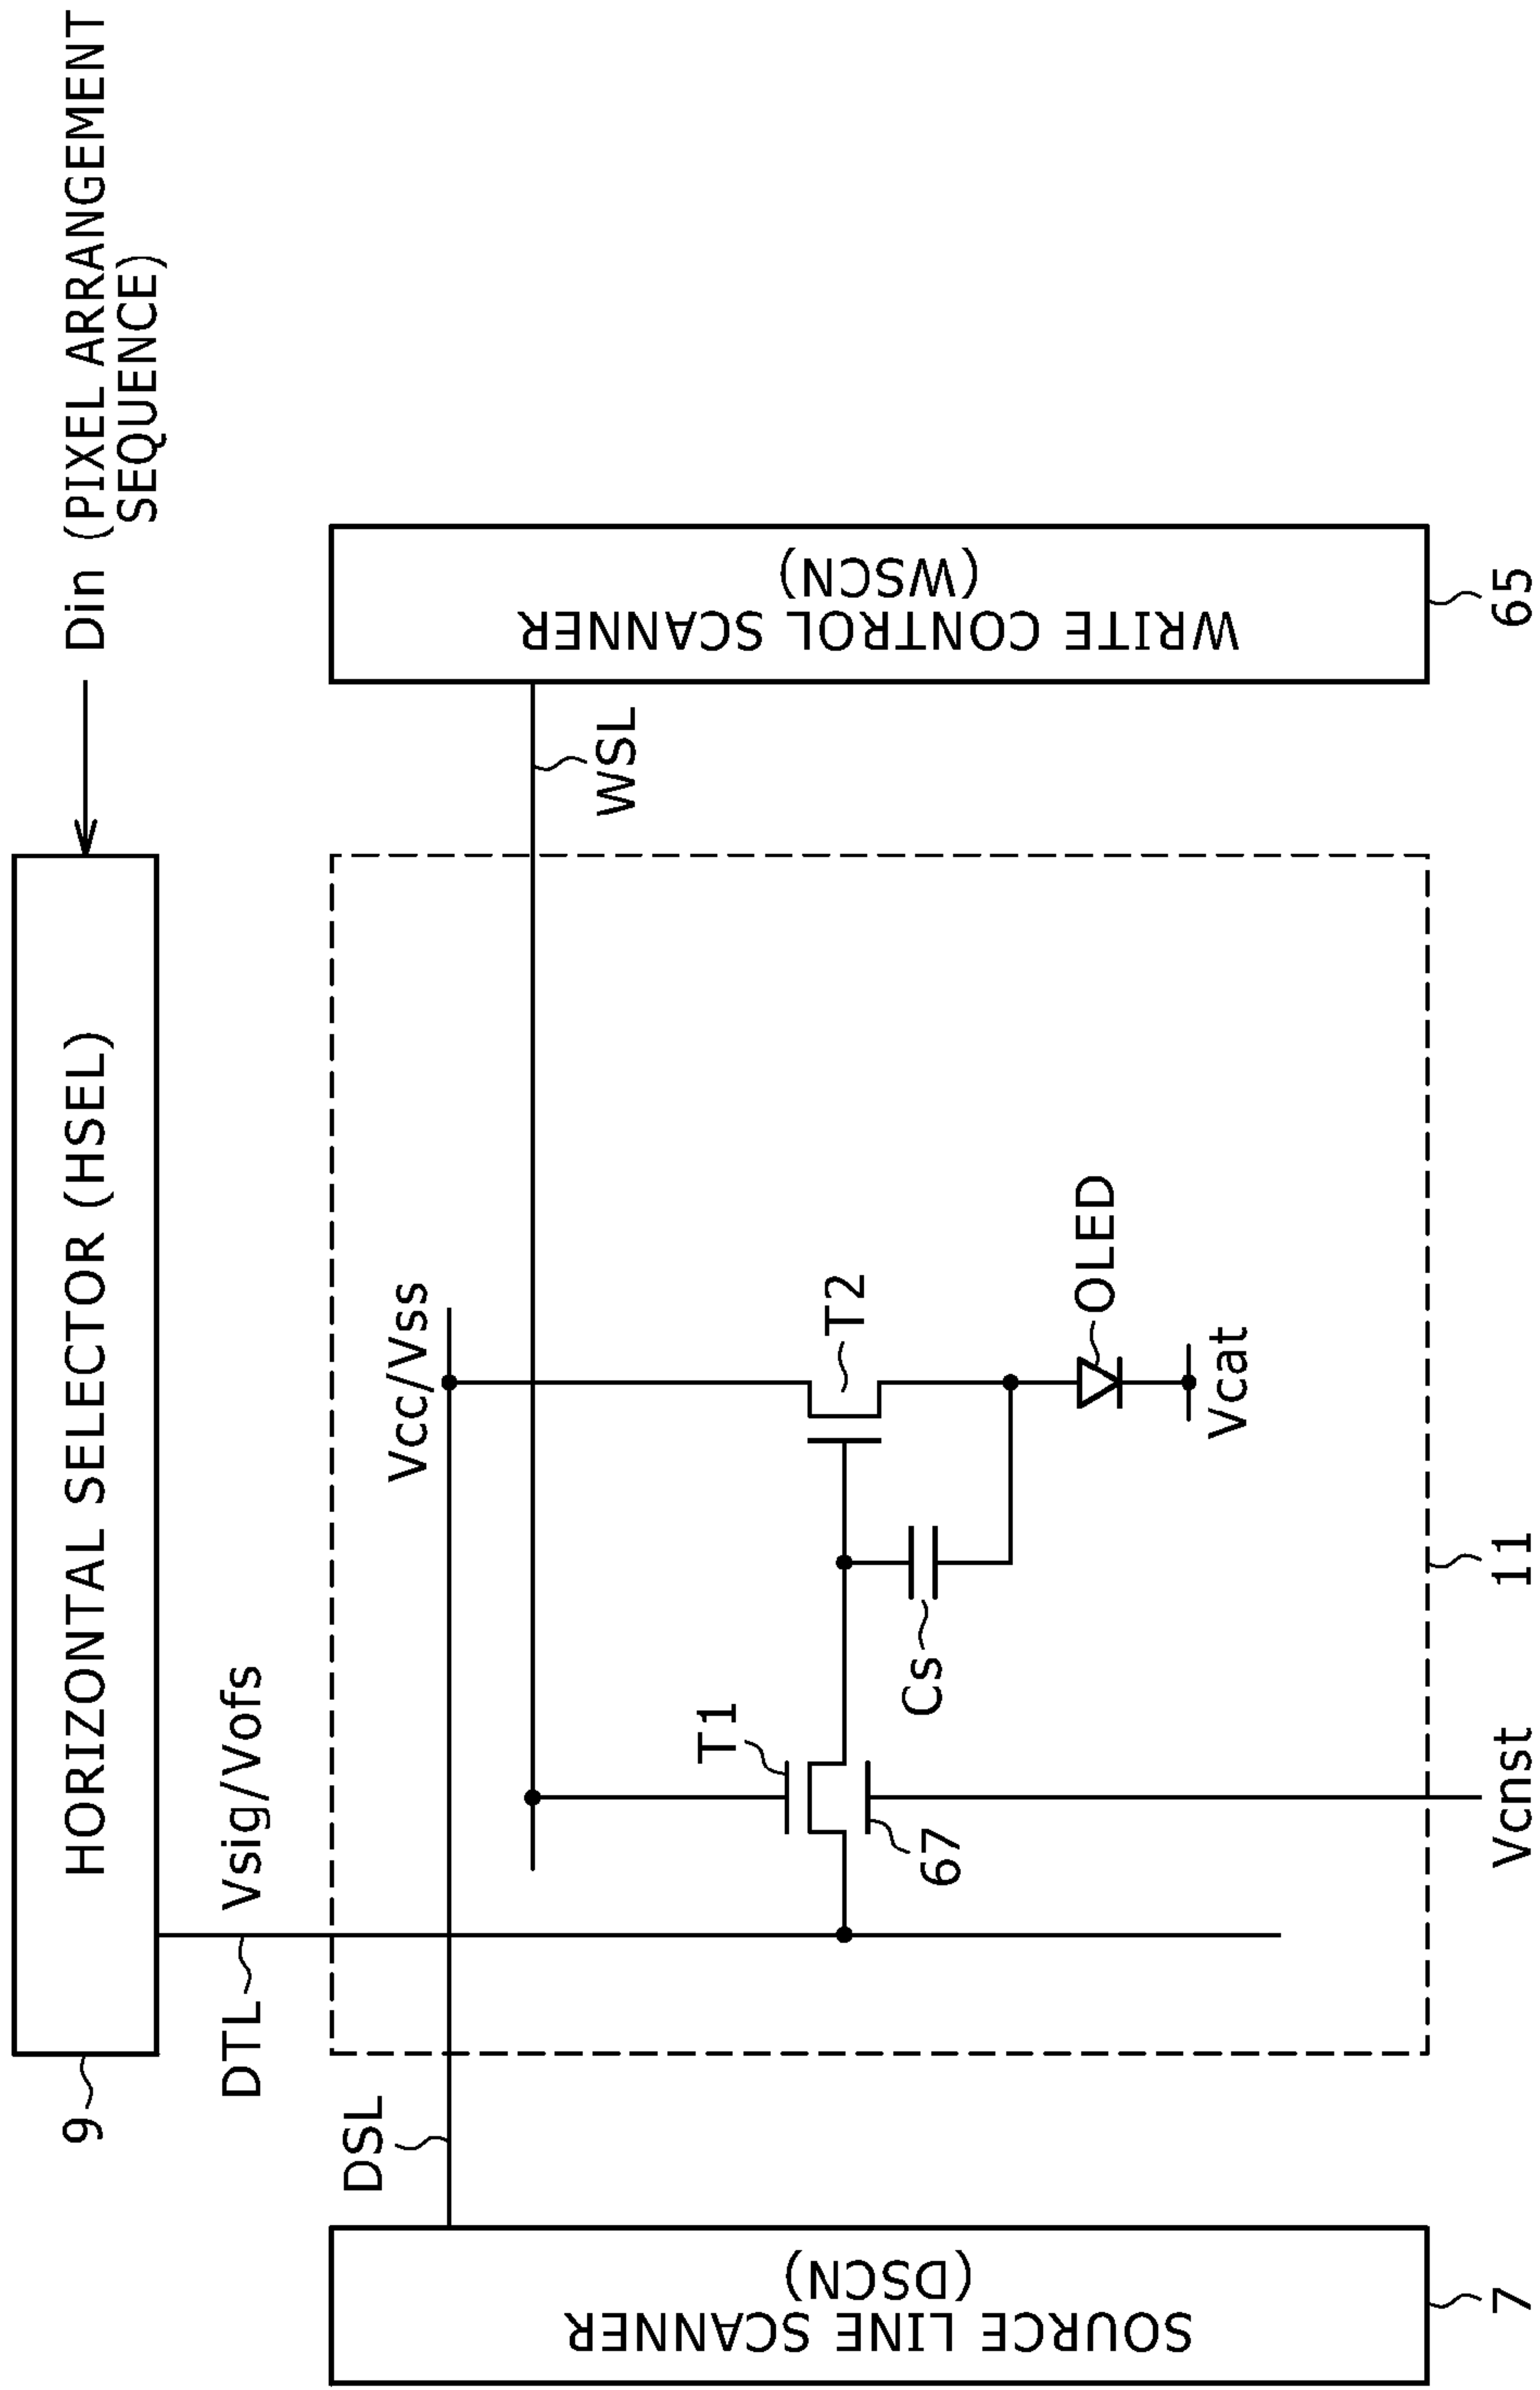 Din (PIXEL ARRANGEMENT
SEQUENCE)
HORIZONTAL SELECTOR (HSEL)
9
DTL
Vsig/Vofs
DSL
Vcc/Vss
WSL
SOURCE LINE SCANNER
(DSCN)
7
WRITE CONTROL SCANNER
(WSCN)
65
T1
T2
67
Cs
OLED
Vcat
Vcnst
11